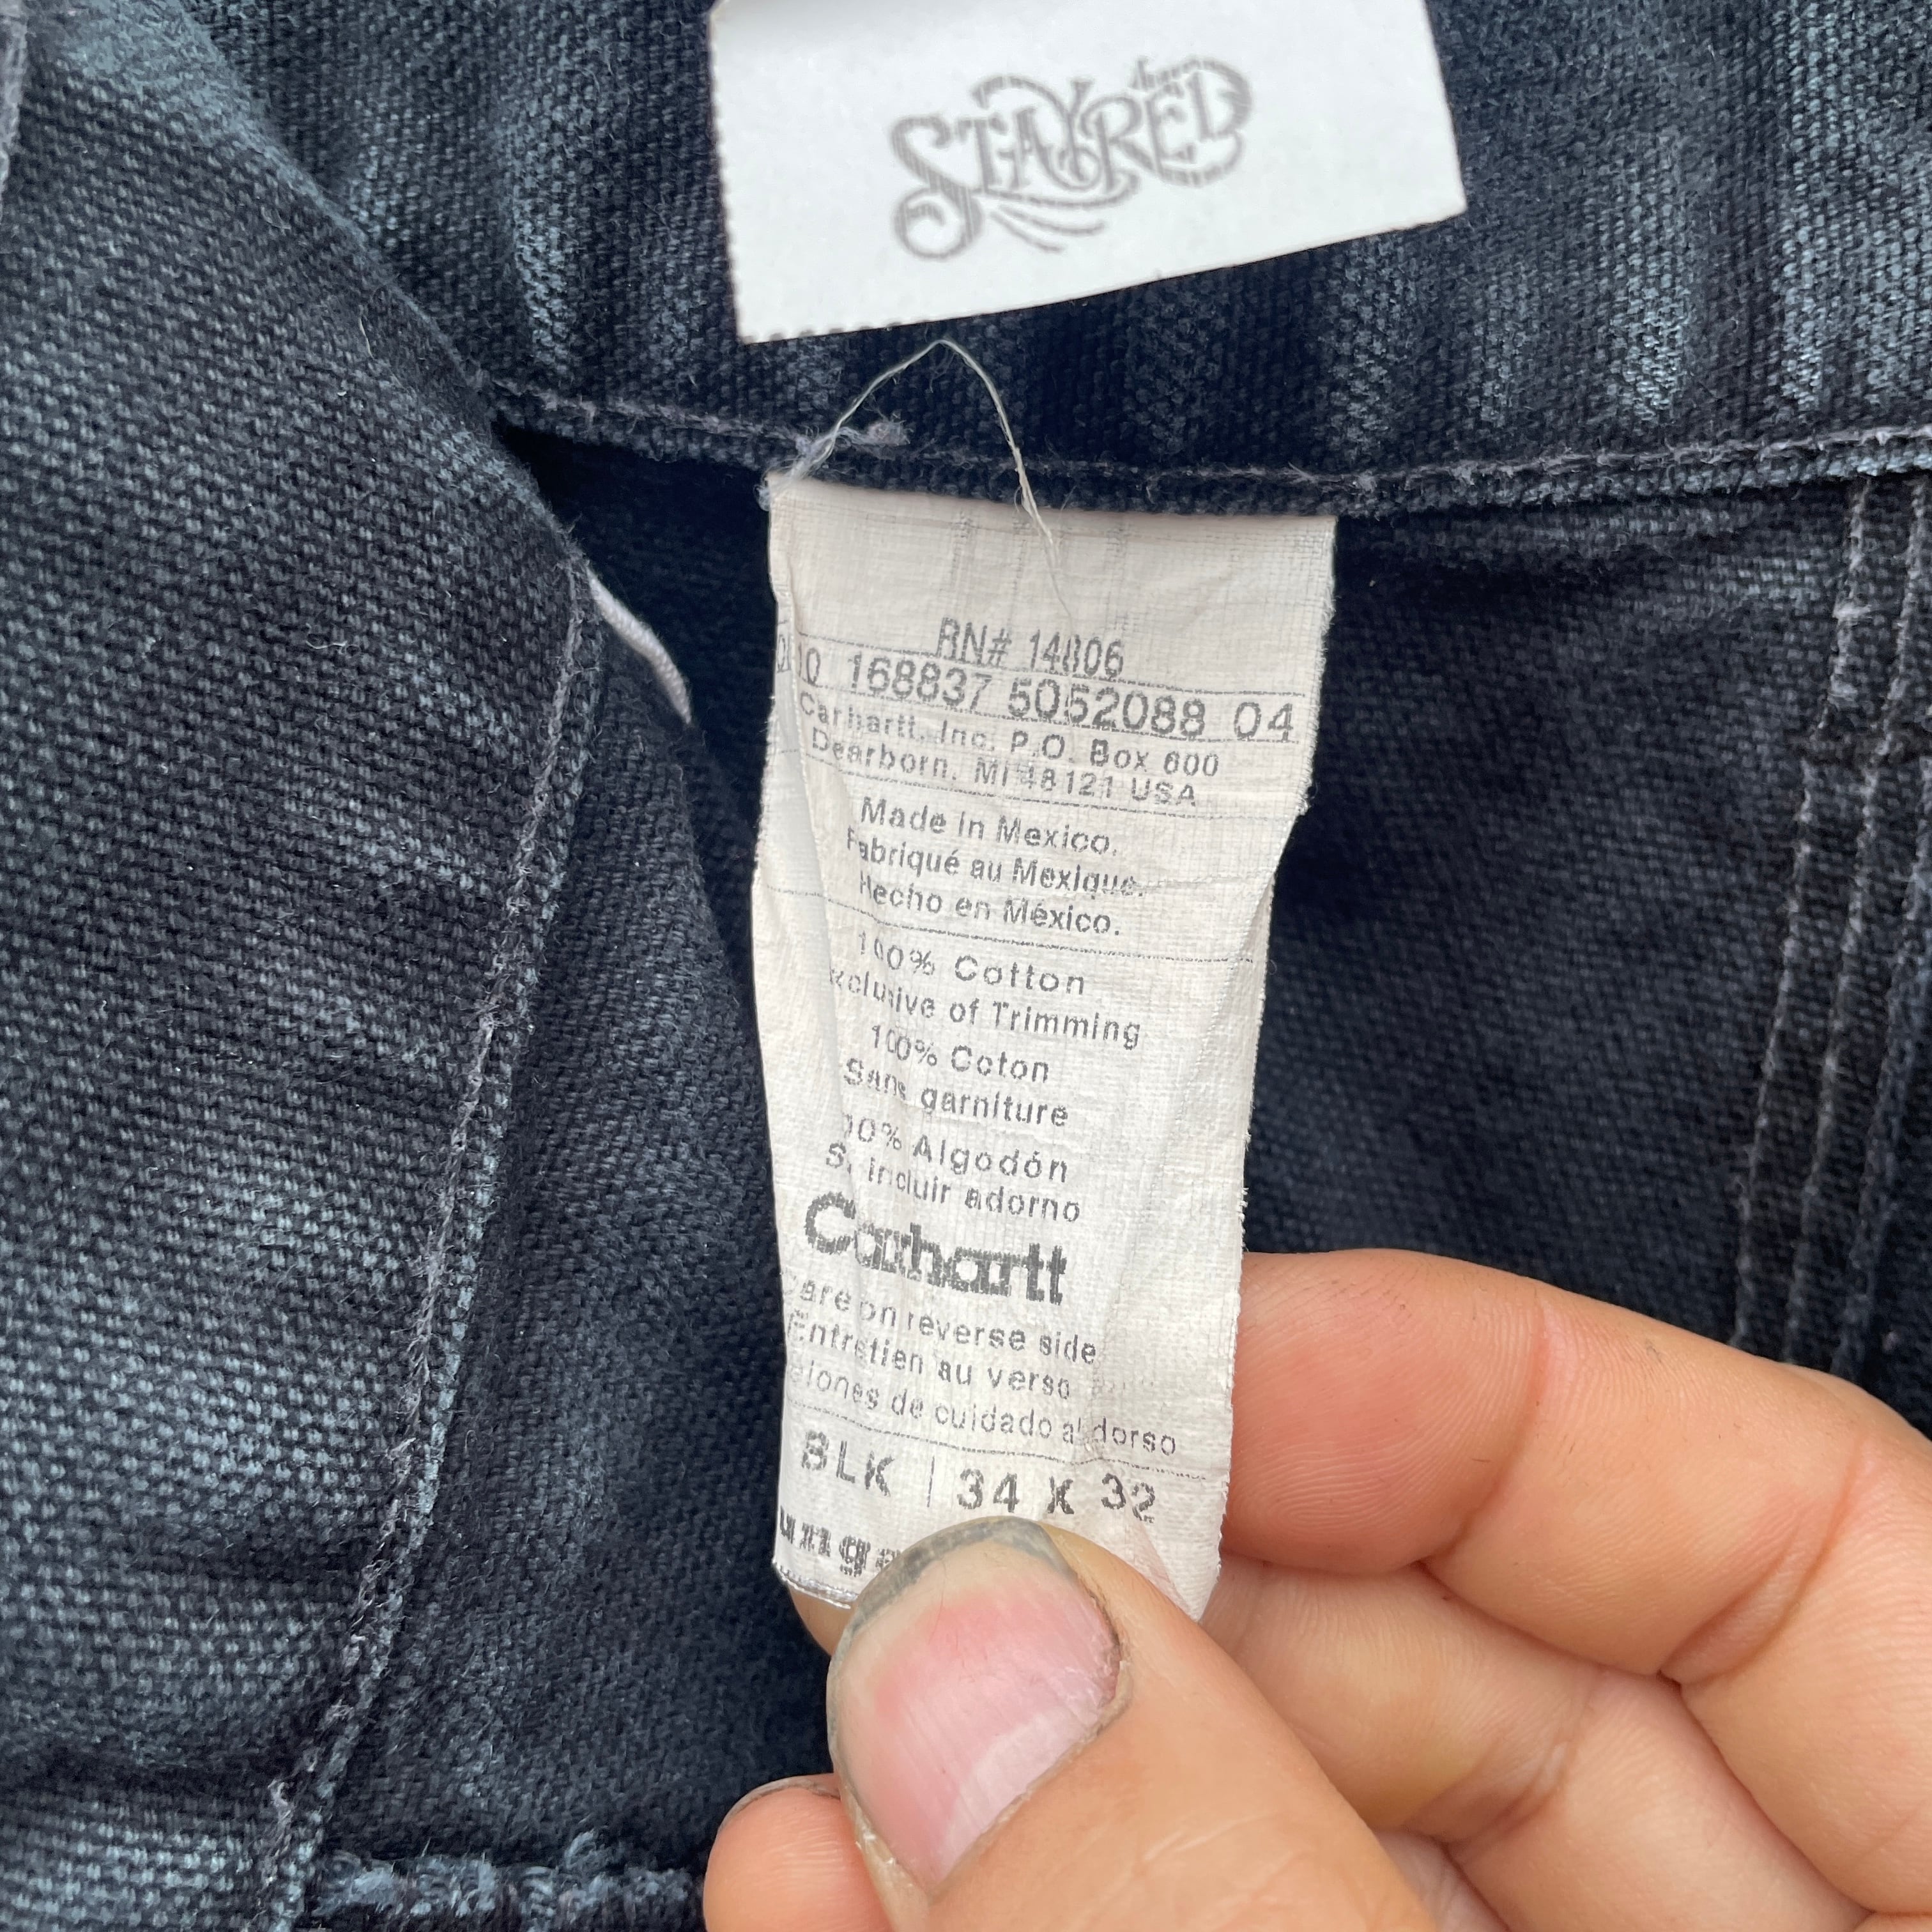 STAYRED
RN# 14806
10 168837 5052088 04
Carhartt, Inc. P.O. Box 600
Dearborn, MI 48121 USA
Made in Mexico.
Fabriqué au Mexique.
Hecho en México.
100% Cotton
Exclusive of Trimming
100% Coton
Sans garniture
100% Algodón
incluir adorno
Carhartt
Care on reverse side
Entretien au verso
de cuidado al dorso
BLK | 34 X 32